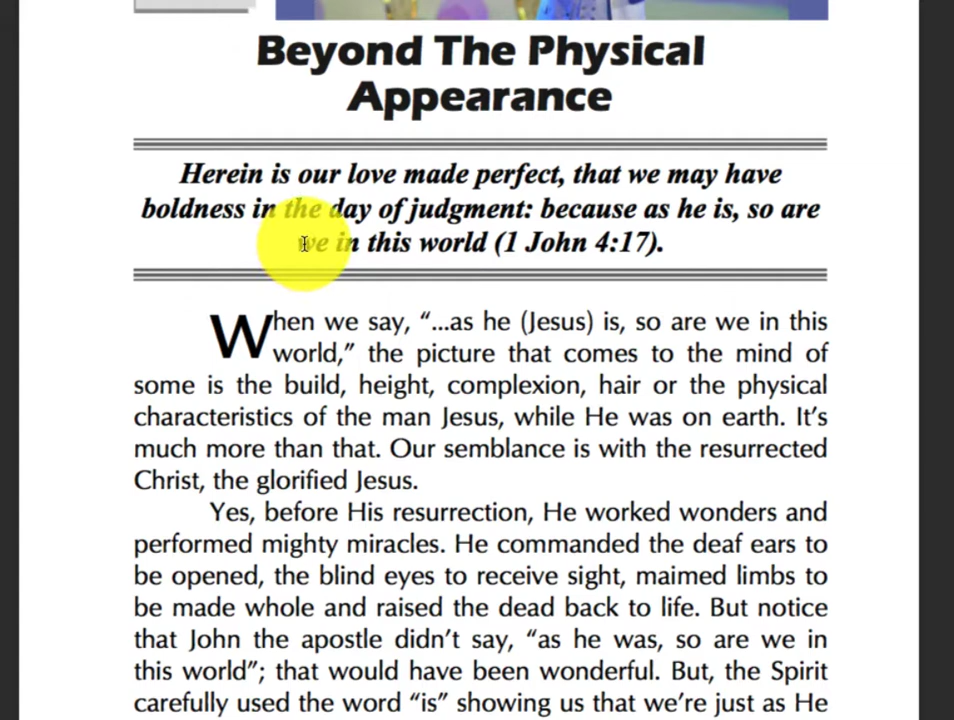 Beyond The Physical
Appearance
Herein is our love made perfect, that we may have
boldness in the day of judgment: because as he is, so are
we in this world (1 John 4:17).
When we say, “...as he (Jesus) is, so are we in this
world,” the picture that comes to the mind of
some is the build, height, complexion, hair or the physical
characteristics of the man Jesus, while He was on earth. It’s
much more than that. Our semblance is with the resurrected
Christ, the glorified Jesus.
Yes, before His resurrection, He worked wonders and
performed mighty miracles. He commanded the deaf ears to
be opened, the blind eyes to receive sight, maimed limbs to
be made whole and raised the dead back to life. But notice
that John the apostle didn’t say, “as he was, so are we in
this world”; that would have been wonderful. But, the Spirit
carefully used the word “is” showing us that we’re just as He